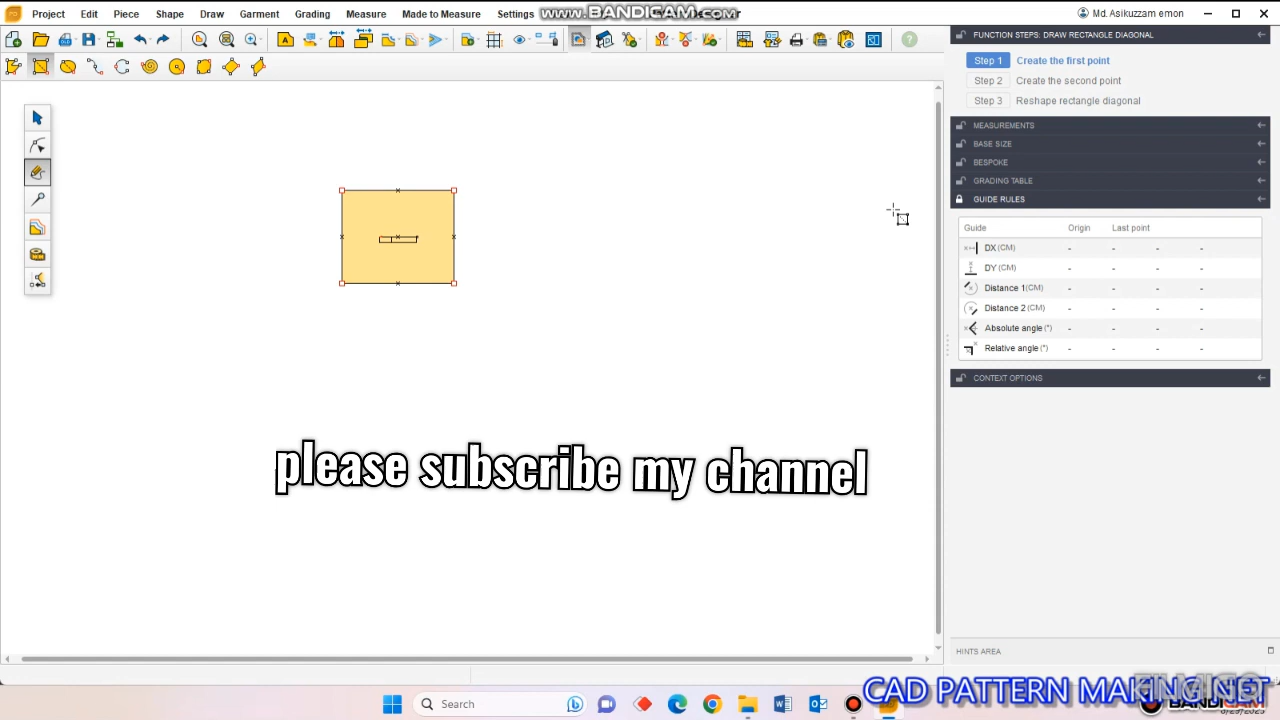 Project Edit Piece Shape Draw Garment Grading Measure Made to Measure Settings
www.BANDICAM.com
Md. Asikuzzam emon
FUNCTION STEPS: DRAW RECTANGLE DIAGONAL
Step 1 Create the first point
Step 2 Create the second point
Step 3 Reshape rectangle diagonal
MEASUREMENTS
BASE SIZE
BESPOKE
GRADING TABLE
GUIDE RULES
Guide Origin Last point
DX (CM) - - - -
DY (CM) - - - -
Distance 1(CM) - - - -
Distance 2 (CM) - - - -
Absolute angle (°) - - - -
Relative angle (°) - - - -
CONTEXT OPTIONS
please subscribe my channel
HINTS AREA
CAD PATTERN MAKING.NET
Search
BANDICAM